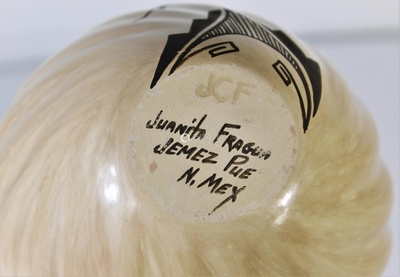 JCF
Juanita Fragua
JEMEZ PUE
N. MEX